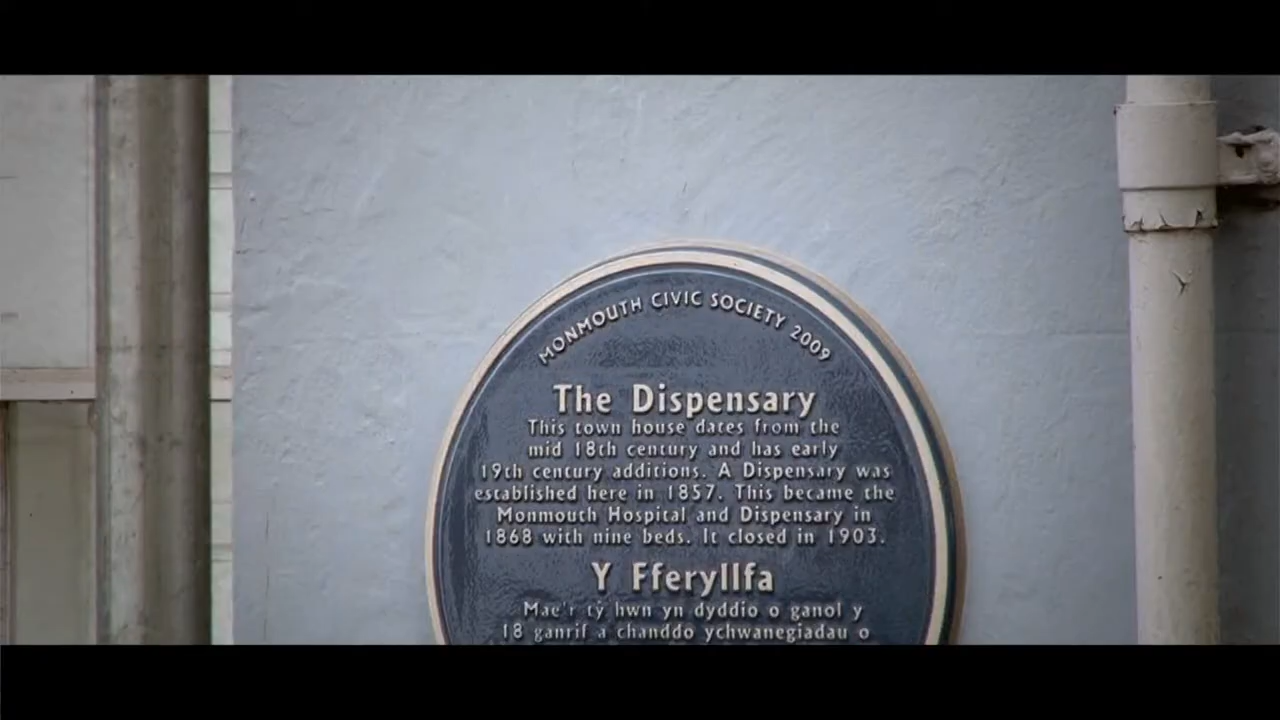 MONMOUTH CIVIC SOCIETY 2009
The Dispensary
This town house dates from the
mid 18th century and has early
19th century additions. A Dispensary was
established here in 1857. This became the
Monmouth Hospital and Dispensary in
1868 with nine beds. It closed in 1903.
Y Fferyllfa
Mae'r tŷ hwn yn dyddio o ganol y
18 ganrif a chanddo ychwanegiadau o